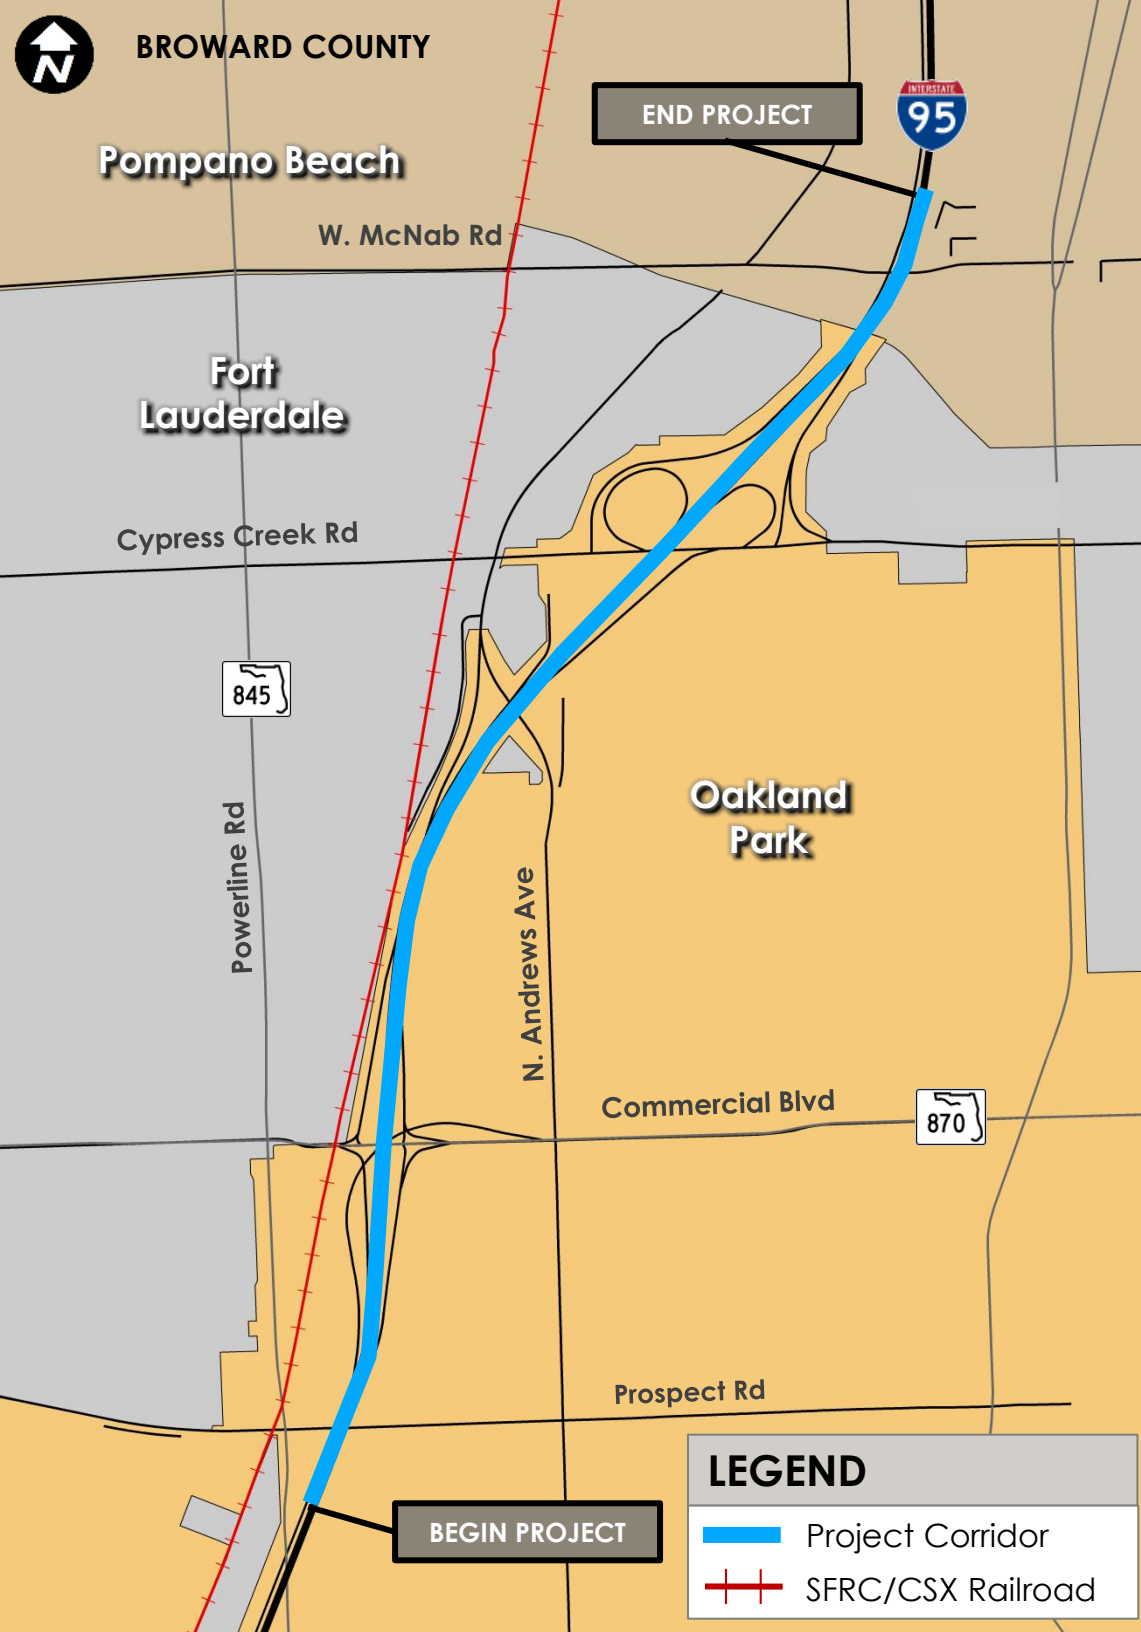 N
BROWARD COUNTY
END PROJECT
INTERSTATE
95
Pompano Beach
W. McNab Rd
Fort
Lauderdale
Cypress Creek Rd
845
Oakland
Park
Powerline Rd
N. Andrews Ave
Commercial Blvd
870
Prospect Rd
BEGIN PROJECT
LEGEND
Project Corridor
SFRC/CSX Railroad